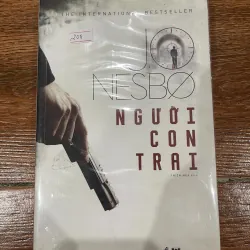 THE INTERNATIONAL BESTSELLER
JO
NESBØ
NGƯỜI
CON
TRAI